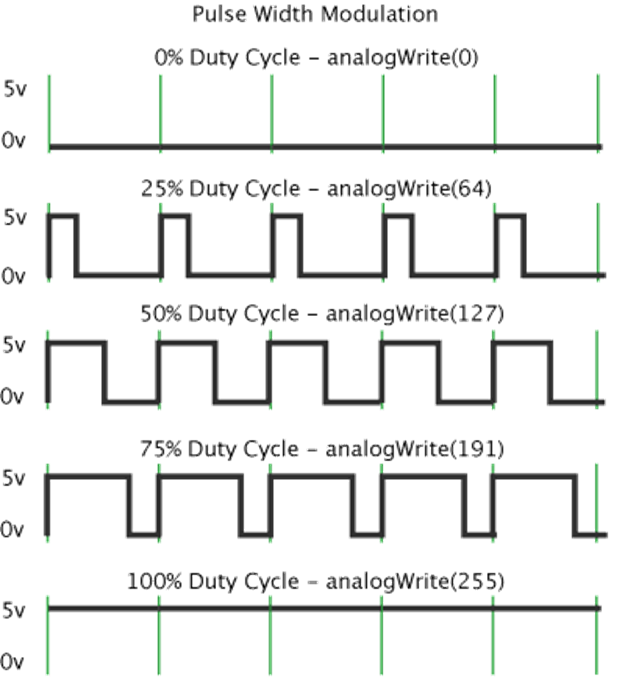 Pulse Width Modulation
0% Duty Cycle – analogWrite(0)
5v
0v
25% Duty Cycle – analogWrite(64)
5v
0v
50% Duty Cycle – analogWrite(127)
5v
0v
75% Duty Cycle – analogWrite(191)
5v
0v
100% Duty Cycle – analogWrite(255)
5v
0v